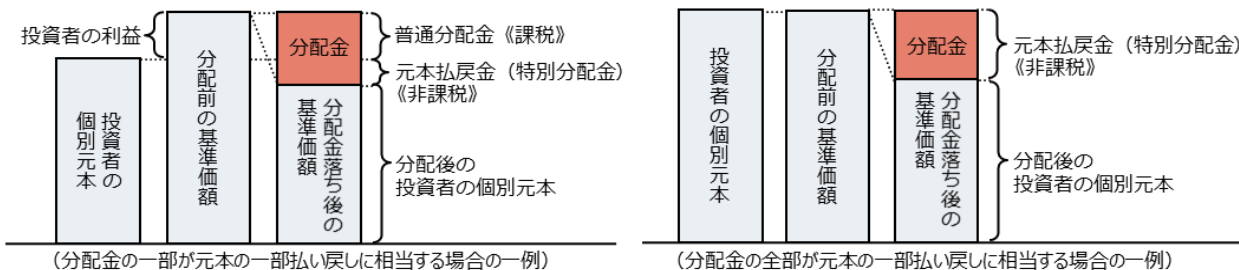 投資者の利益
投資者の
個別元本
分配前の基準価額
分配金
分配金落ち後の
基準価額
普通分配金《課税》
元本払戻金（特別分配金）
《非課税》
分配後の
投資者の個別元本
（分配金の一部が元本の一部払い戻しに相当する場合の一例）
投資者の個別元本
分配前の基準価額
分配金
分配金落ち後の
基準価額
元本払戻金（特別分配金）
《非課税》
分配後の
投資者の個別元本
（分配金の全部が元本の一部払い戻しに相当する場合の一例）